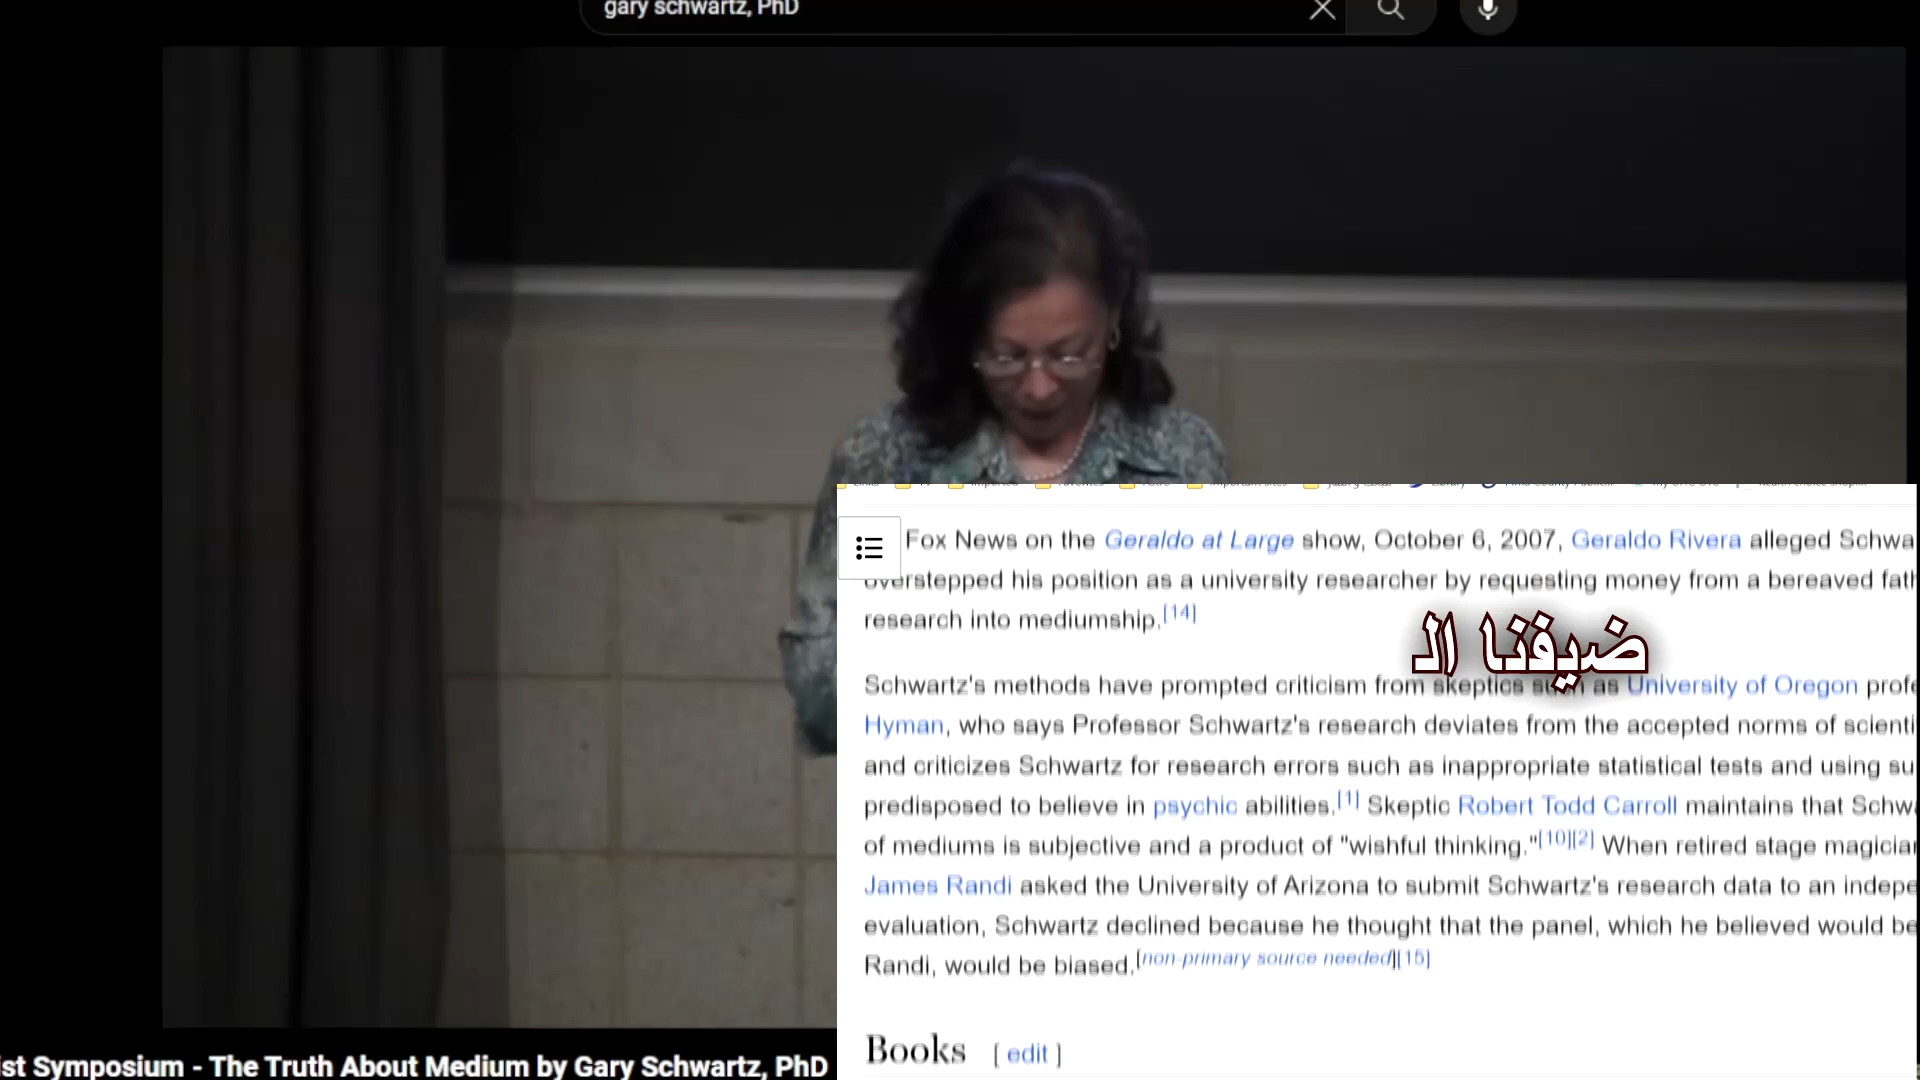 gary schwartz, PhD
Fox News on the Geraldo at Large show, October 6, 2007, Geraldo Rivera alleged Schwa
overstepped his position as a university researcher by requesting money from a bereaved fath
research into mediumship.[14]
ضيفنا الـ
Schwartz's methods have prompted criticism from skeptics such as University of Oregon profe
Hyman, who says Professor Schwartz's research deviates from the accepted norms of scienti
and criticizes Schwartz for research errors such as inappropriate statistical tests and using su
predisposed to believe in psychic abilities.[1] Skeptic Robert Todd Carroll maintains that Schwa
of mediums is subjective and a product of "wishful thinking."[10][2] When retired stage magician
James Randi asked the University of Arizona to submit Schwartz's research data to an indepe
evaluation, Schwartz declined because he thought that the panel, which he believed would be
Randi, would be biased.[non-primary source needed][15]
Books [ edit ]
ist Symposium - The Truth About Medium by Gary Schwartz, PhD